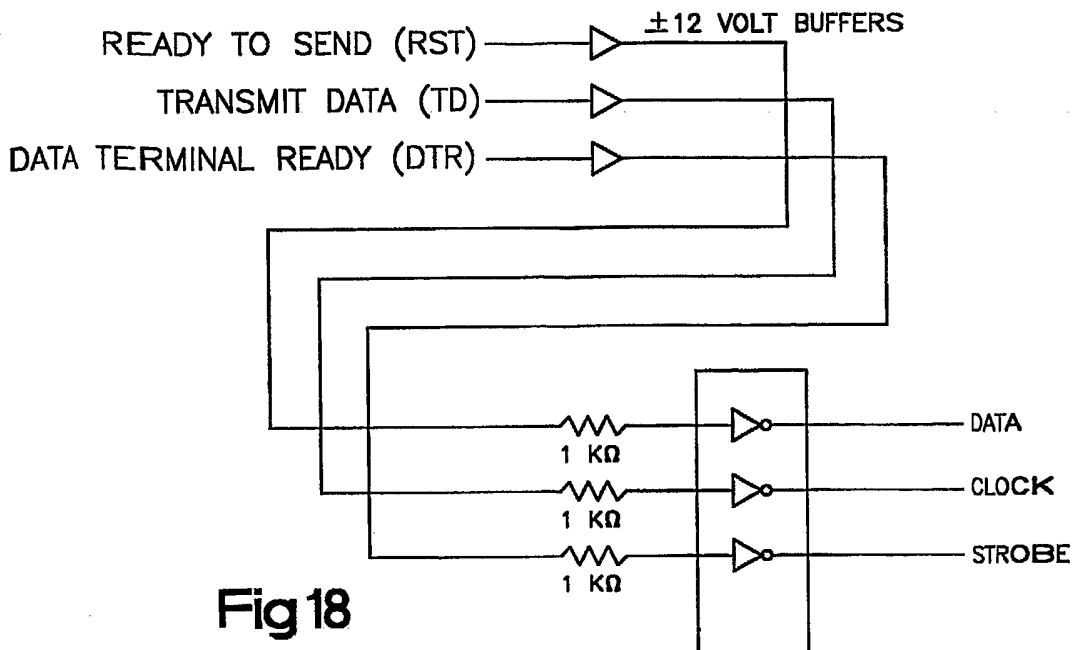 ±12 VOLT BUFFERS
READY TO SEND (RST)
TRANSMIT DATA (TD)
DATA TERMINAL READY (DTR)
DATA
1 KΩ
CLOCK
1 KΩ
STROBE
1 KΩ
Fig 18